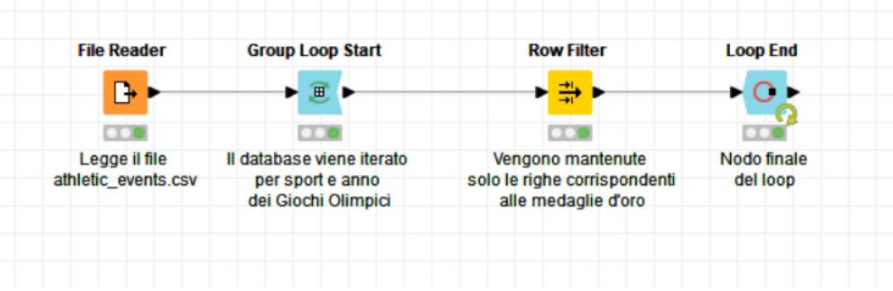 File Reader
Group Loop Start
Row Filter
Loop End
Legge il file
athletic_events.csv
Il database viene iterato
per sport e anno
dei Giochi Olimpici
Vengono mantenute
solo le righe corrispondenti
alle medaglie d'oro
Nodo finale
del loop